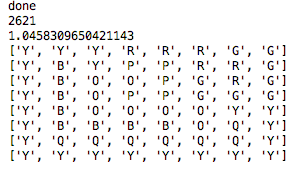 done
2621
1.0458309650421143
['Y', 'Y', 'Y', 'R', 'R', 'R', 'G', 'G']
['Y', 'B', 'Y', 'P', 'P', 'R', 'R', 'G']
['Y', 'B', 'O', 'O', 'P', 'G', 'R', 'G']
['Y', 'B', 'O', 'P', 'P', 'G', 'G', 'G']
['Y', 'B', 'O', 'O', 'O', 'O', 'Y', 'Y']
['Y', 'B', 'B', 'B', 'B', 'O', 'Q', 'Y']
['Y', 'Q', 'Q', 'Q', 'Q', 'Q', 'Q', 'Y']
['Y', 'Y', 'Y', 'Y', 'Y', 'Y', 'Y', 'Y']